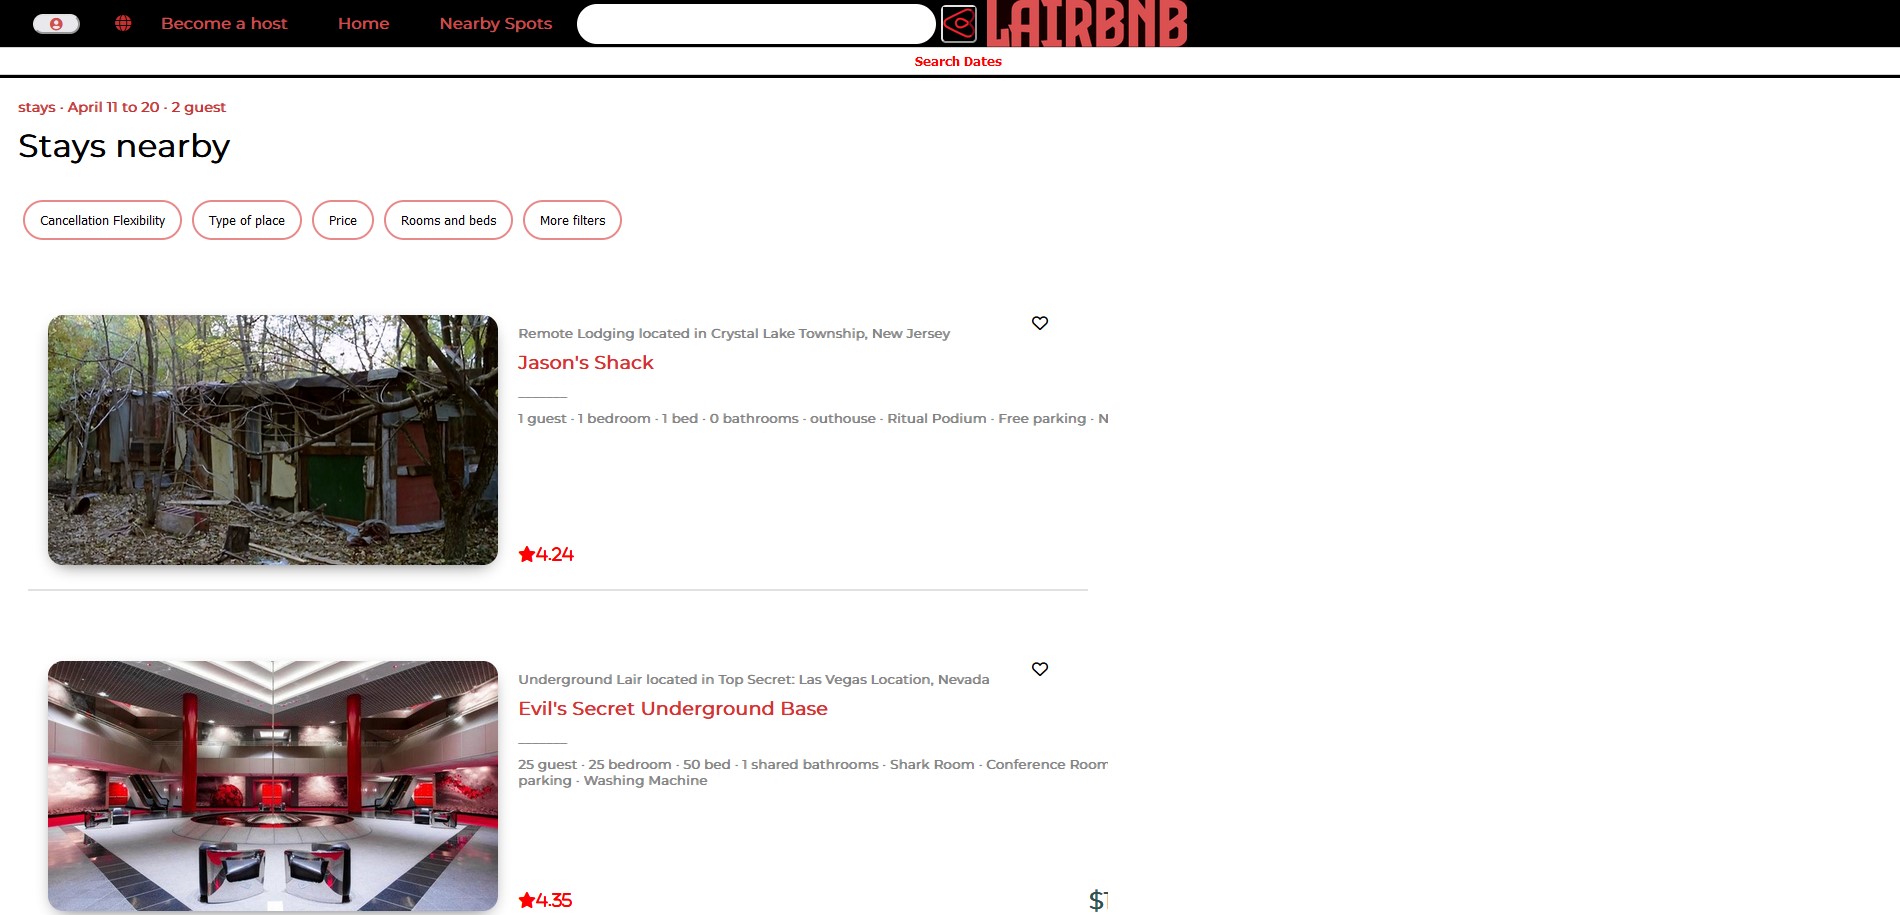 Become a host
Home
Nearby Spots
LAIRBNB
Search Dates
stays · April 11 to 20 · 2 guest
Stays nearby
Cancellation Flexibility
Type of place
Price
Rooms and beds
More filters
Remote Lodging located in Crystal Lake Township, New Jersey
Jason's Shack
1 guest · 1 bedroom · 1 bed · 0 bathrooms · outhouse · Ritual Podium · Free parking · N
4.24
Underground Lair located in Top Secret: Las Vegas Location, Nevada
Evil's Secret Underground Base
25 guest · 25 bedroom · 50 bed · 1 shared bathrooms · Shark Room · Conference Room
parking · Washing Machine
4.35
$1